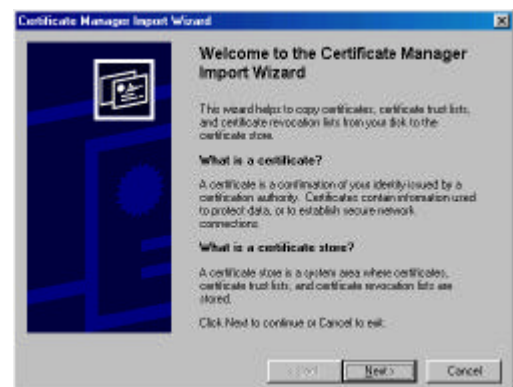 Certificate Manager Import Wizard
Welcome to the Certificate Manager
Import Wizard
This wizard helps to copy certificates, certificate trust lists,
and certificate revocation lists from your disk to the
certificate store.
What is a certificate?
A certificate is a confirmation of your identity issued by a
certification authority. Certificates contain information used
to protect data, or to establish secure network
connections
What is a certificate store?
A certificate store is a system area where certificates,
certificate trust lists, and certificate revocation lists are
stored.
Click Next to continue or Cancel to exit.
Next >
Cancel